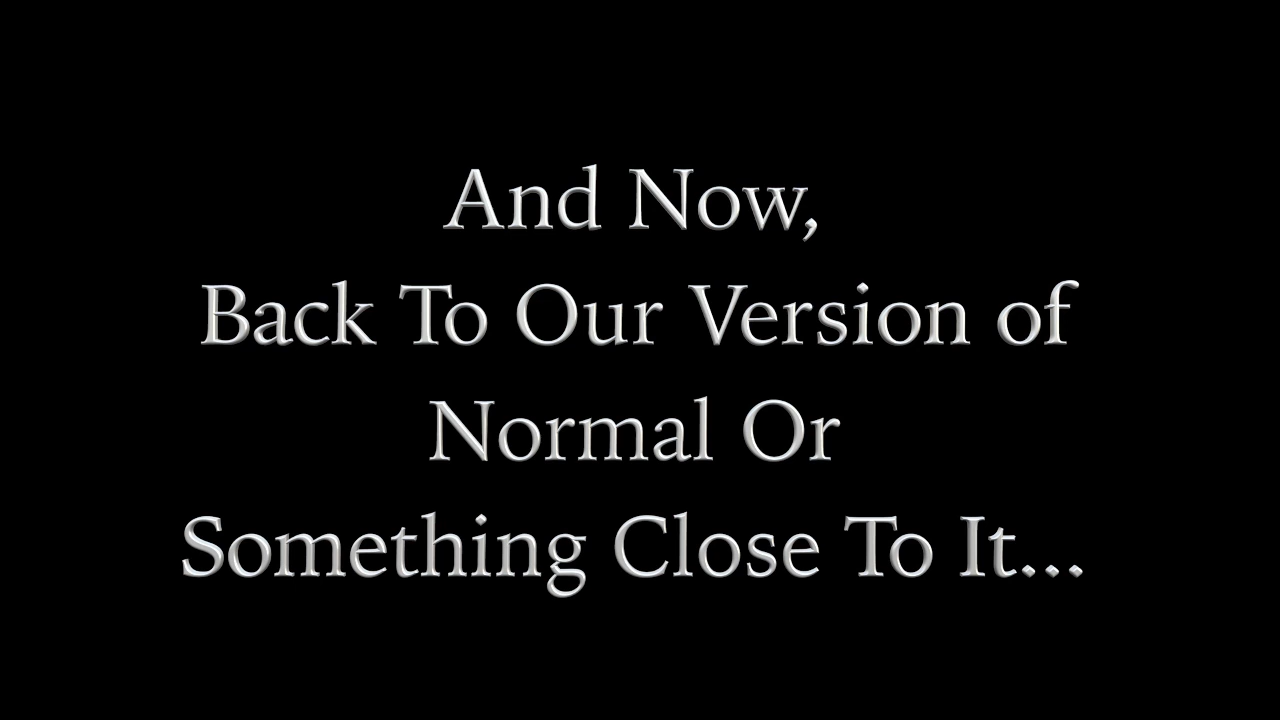 And Now,
Back To Our Version of
Normal Or
Something Close To It...